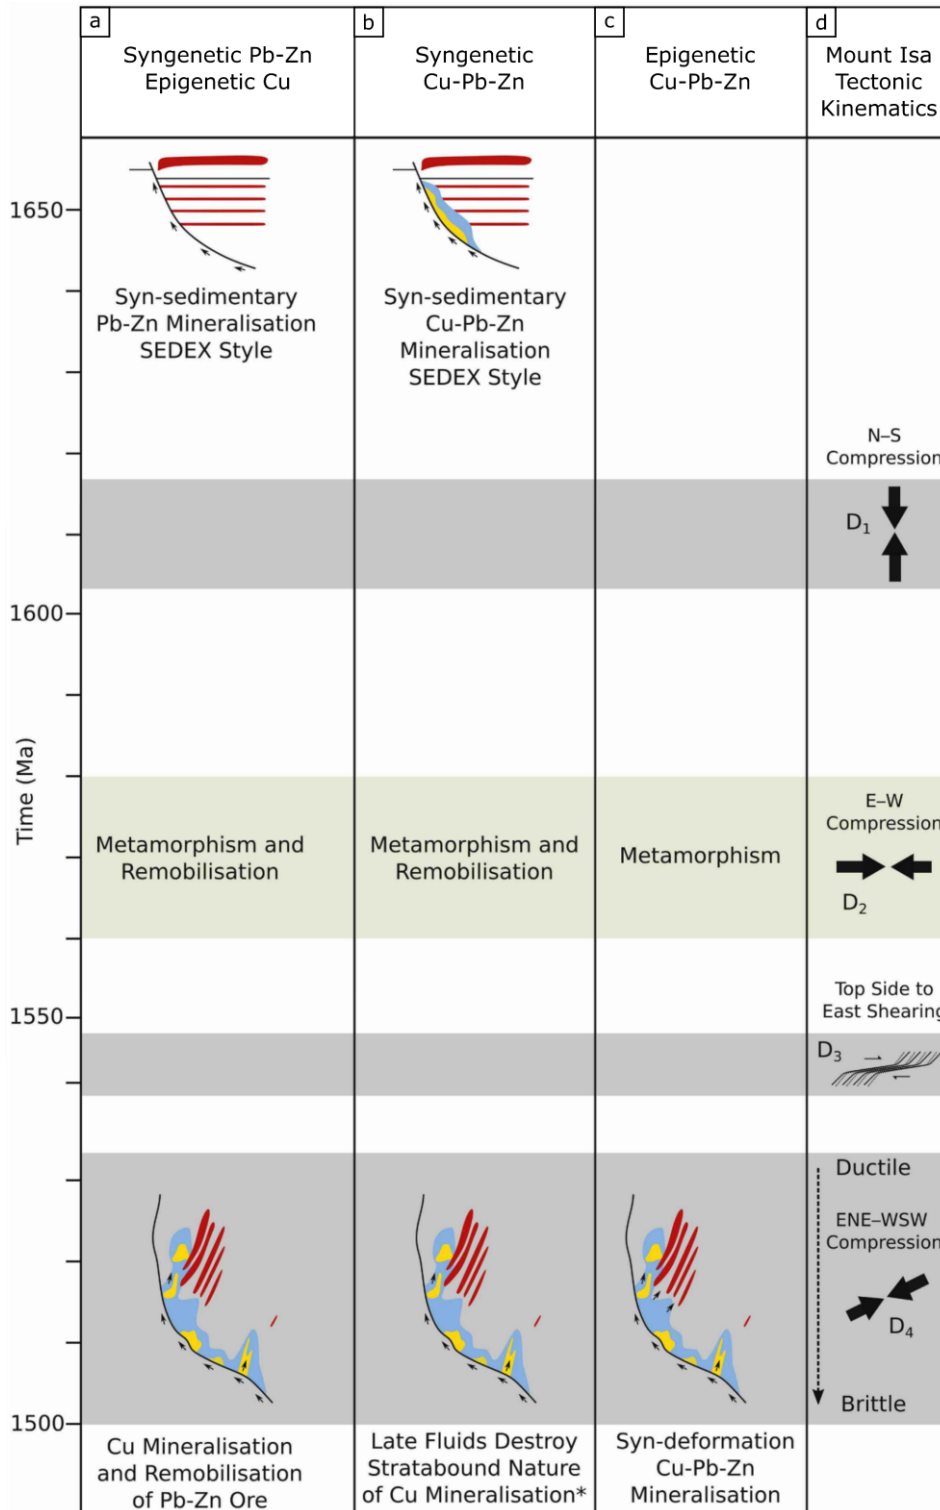 a
Syngenetic Pb-Zn
Epigenetic Cu
b
Syngenetic
Cu-Pb-Zn
c
Epigenetic
Cu-Pb-Zn
d
Mount Isa
Tectonic
Kinematics
Time (Ma)
1650
1600
1550
1500
Syn-sedimentary
Pb-Zn Mineralisation
SEDEX Style
Syn-sedimentary
Cu-Pb-Zn
Mineralisation
SEDEX Style
N–S
Compression
D1
Metamorphism and
Remobilisation
Metamorphism and
Remobilisation
Metamorphism
E–W
Compression
D2
Top Side to
East Shearing
D3
Ductile
ENE–WSW
Compression
D4
Brittle
Cu Mineralisation
and Remobilisation
of Pb-Zn Ore
Late Fluids Destroy
Stratabound Nature
of Cu Mineralisation*
Syn-deformation
Cu-Pb-Zn
Mineralisation